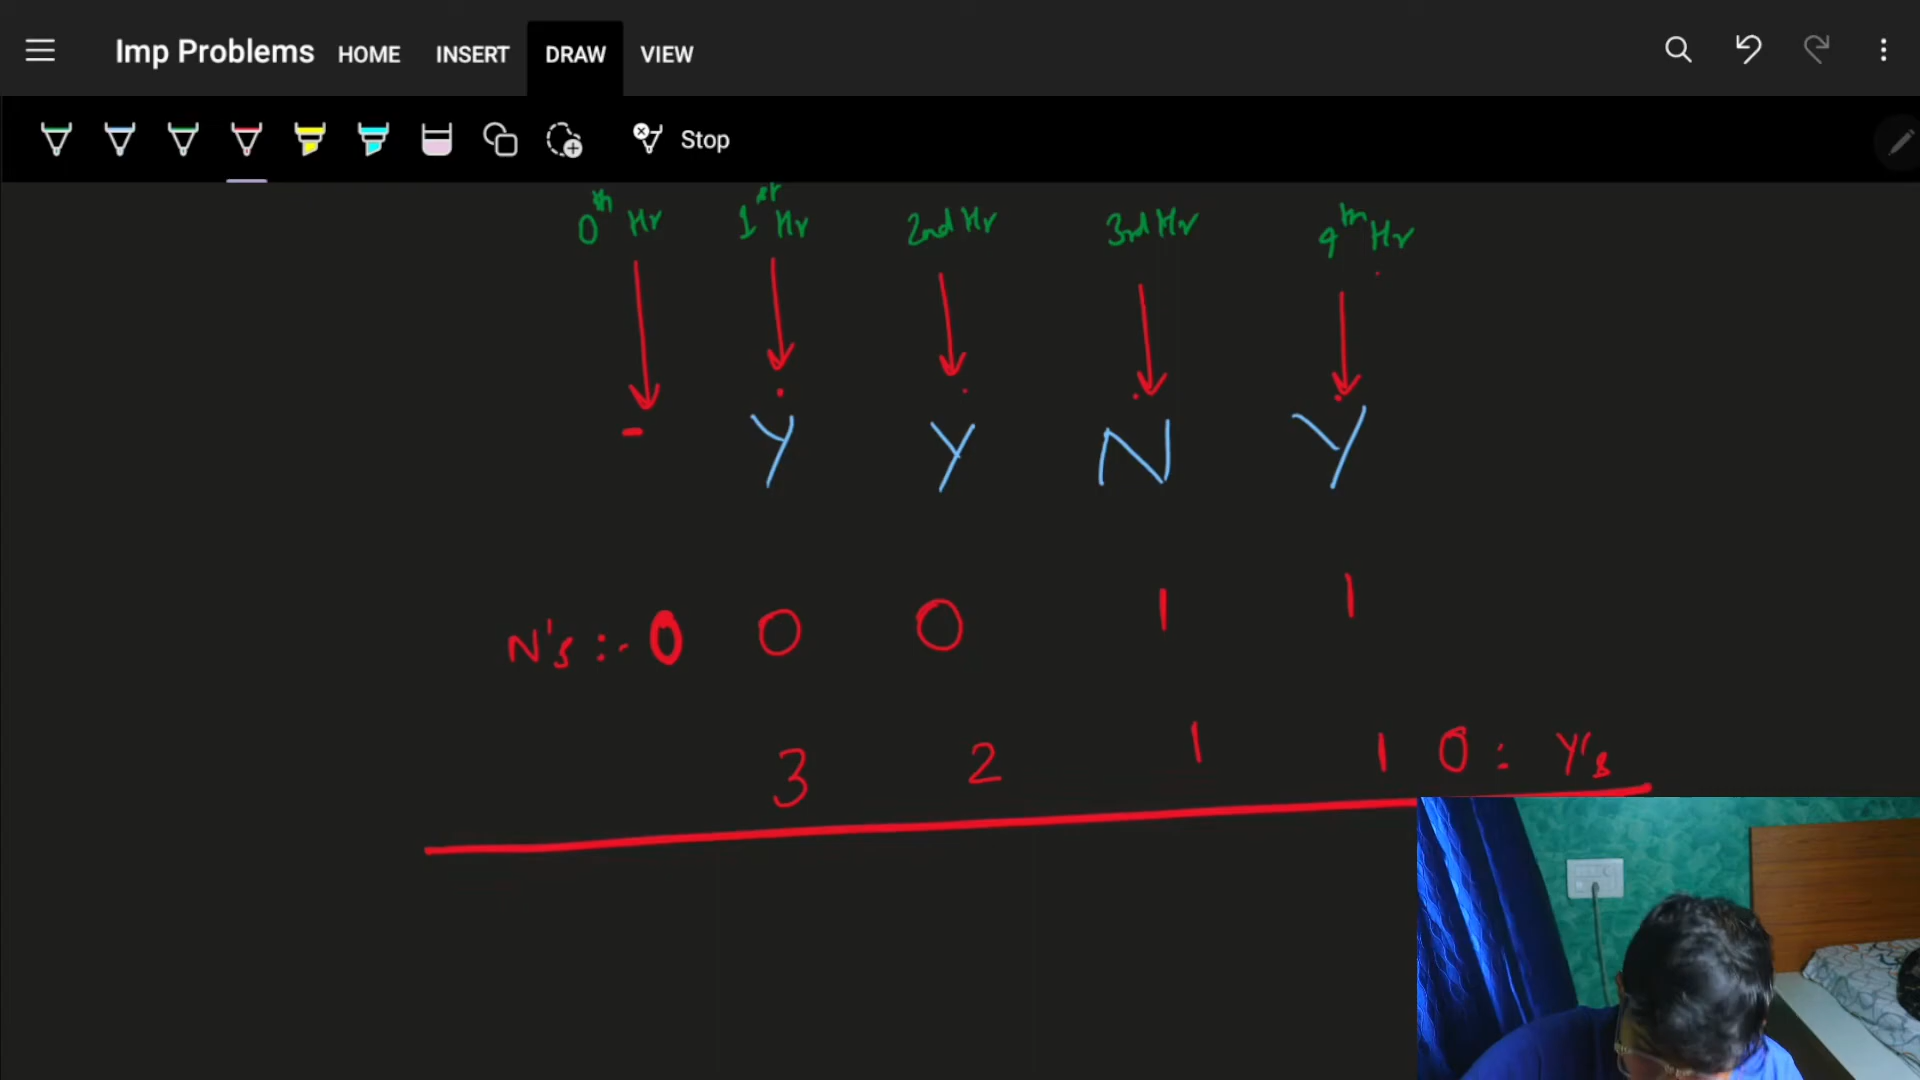 Imp Problems HOME INSERT DRAW VIEW
Stop
0th Hr 1st Hr 2nd Hr 3rd Hr 4th Hr
- Y Y N Y
N's :- 0 0 0 1 1
3 2 1 1 0 : Y's